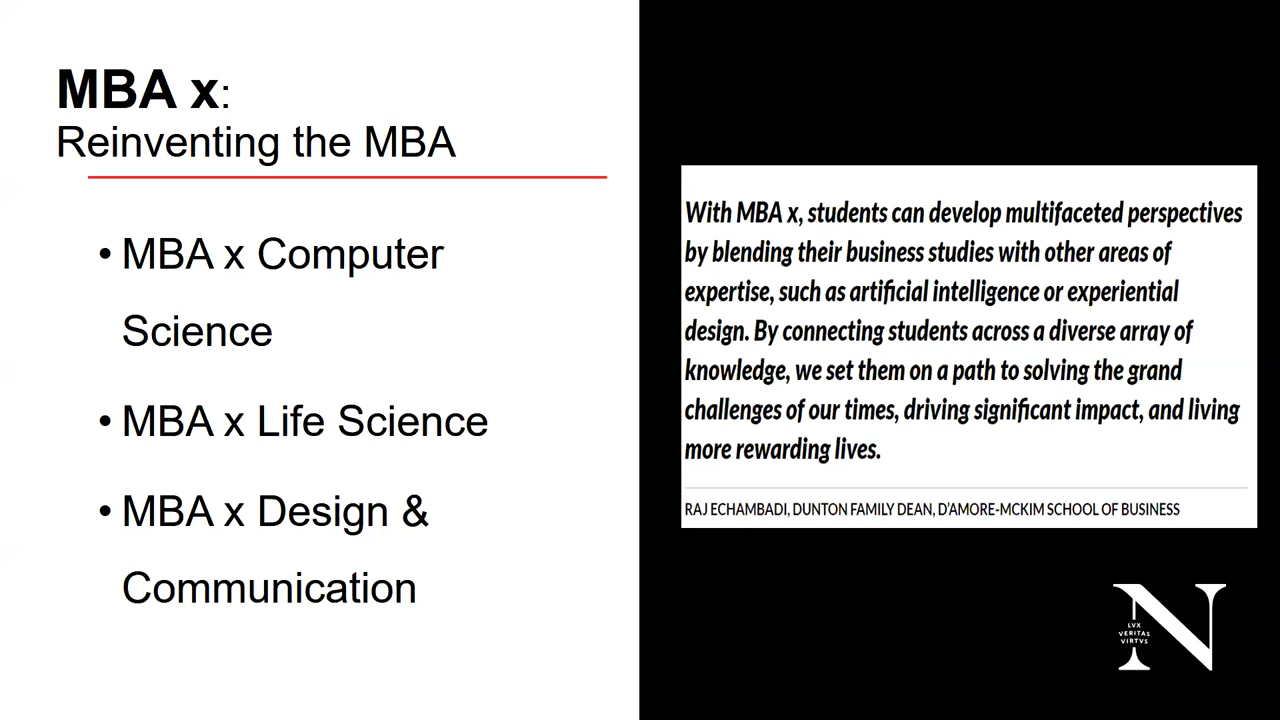 MBA x:
Reinventing the MBA
• MBA x Computer
Science
• MBA x Life Science
• MBA x Design &
Communication
With MBA x, students can develop multifaceted perspectives
by blending their business studies with other areas of
expertise, such as artificial intelligence or experiential
design. By connecting students across a diverse array of
knowledge, we set them on a path to solving the grand
challenges of our times, driving significant impact, and living
more rewarding lives.
RAJ ECHAMBADI, DUNTON FAMILY DEAN, D'AMORE-MCKIM SCHOOL OF BUSINESS
N
LVX
VERITAS
VIRTVS